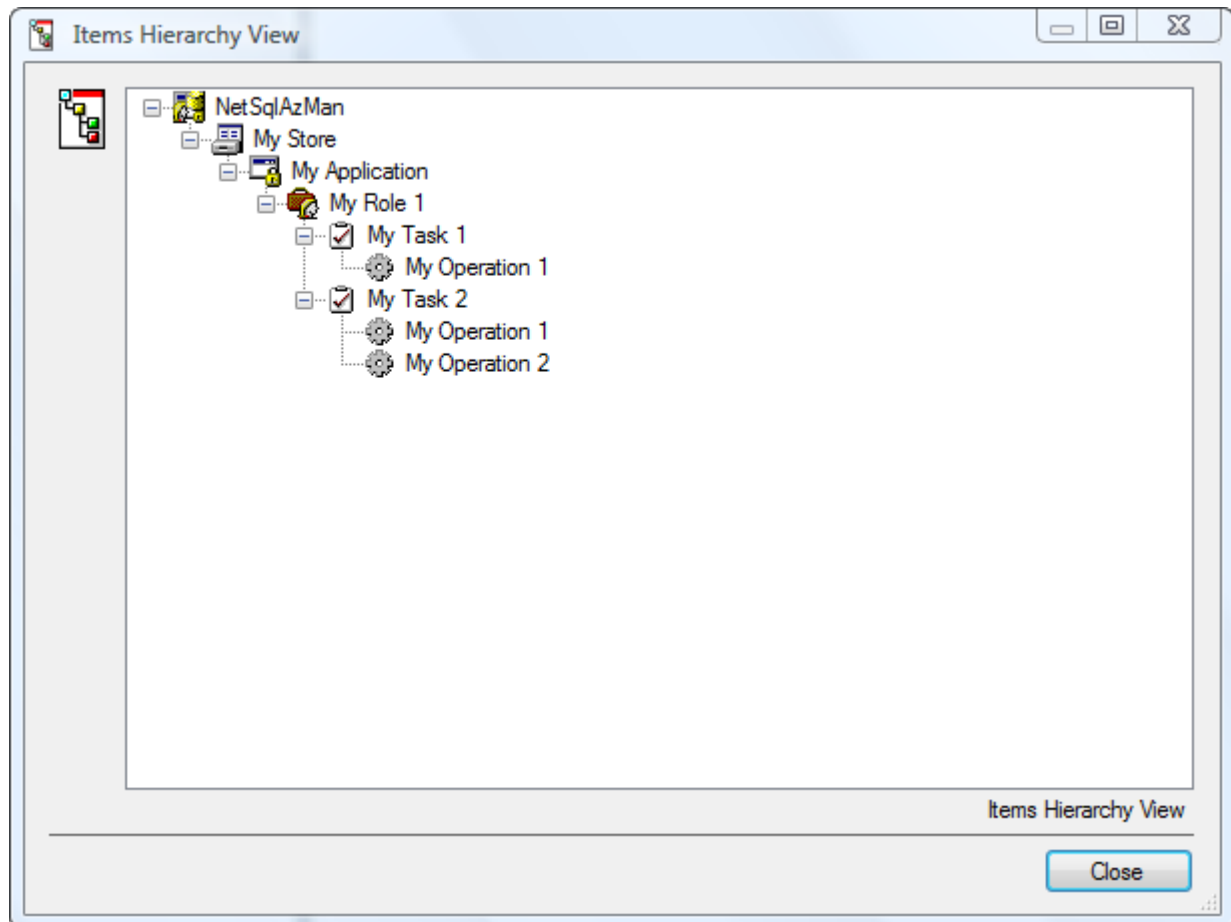 Items Hierarchy View
NetSqlAzMan
My Store
My Application
My Role 1
My Task 1
My Operation 1
My Task 2
My Operation 1
My Operation 2
Items Hierarchy View
Close